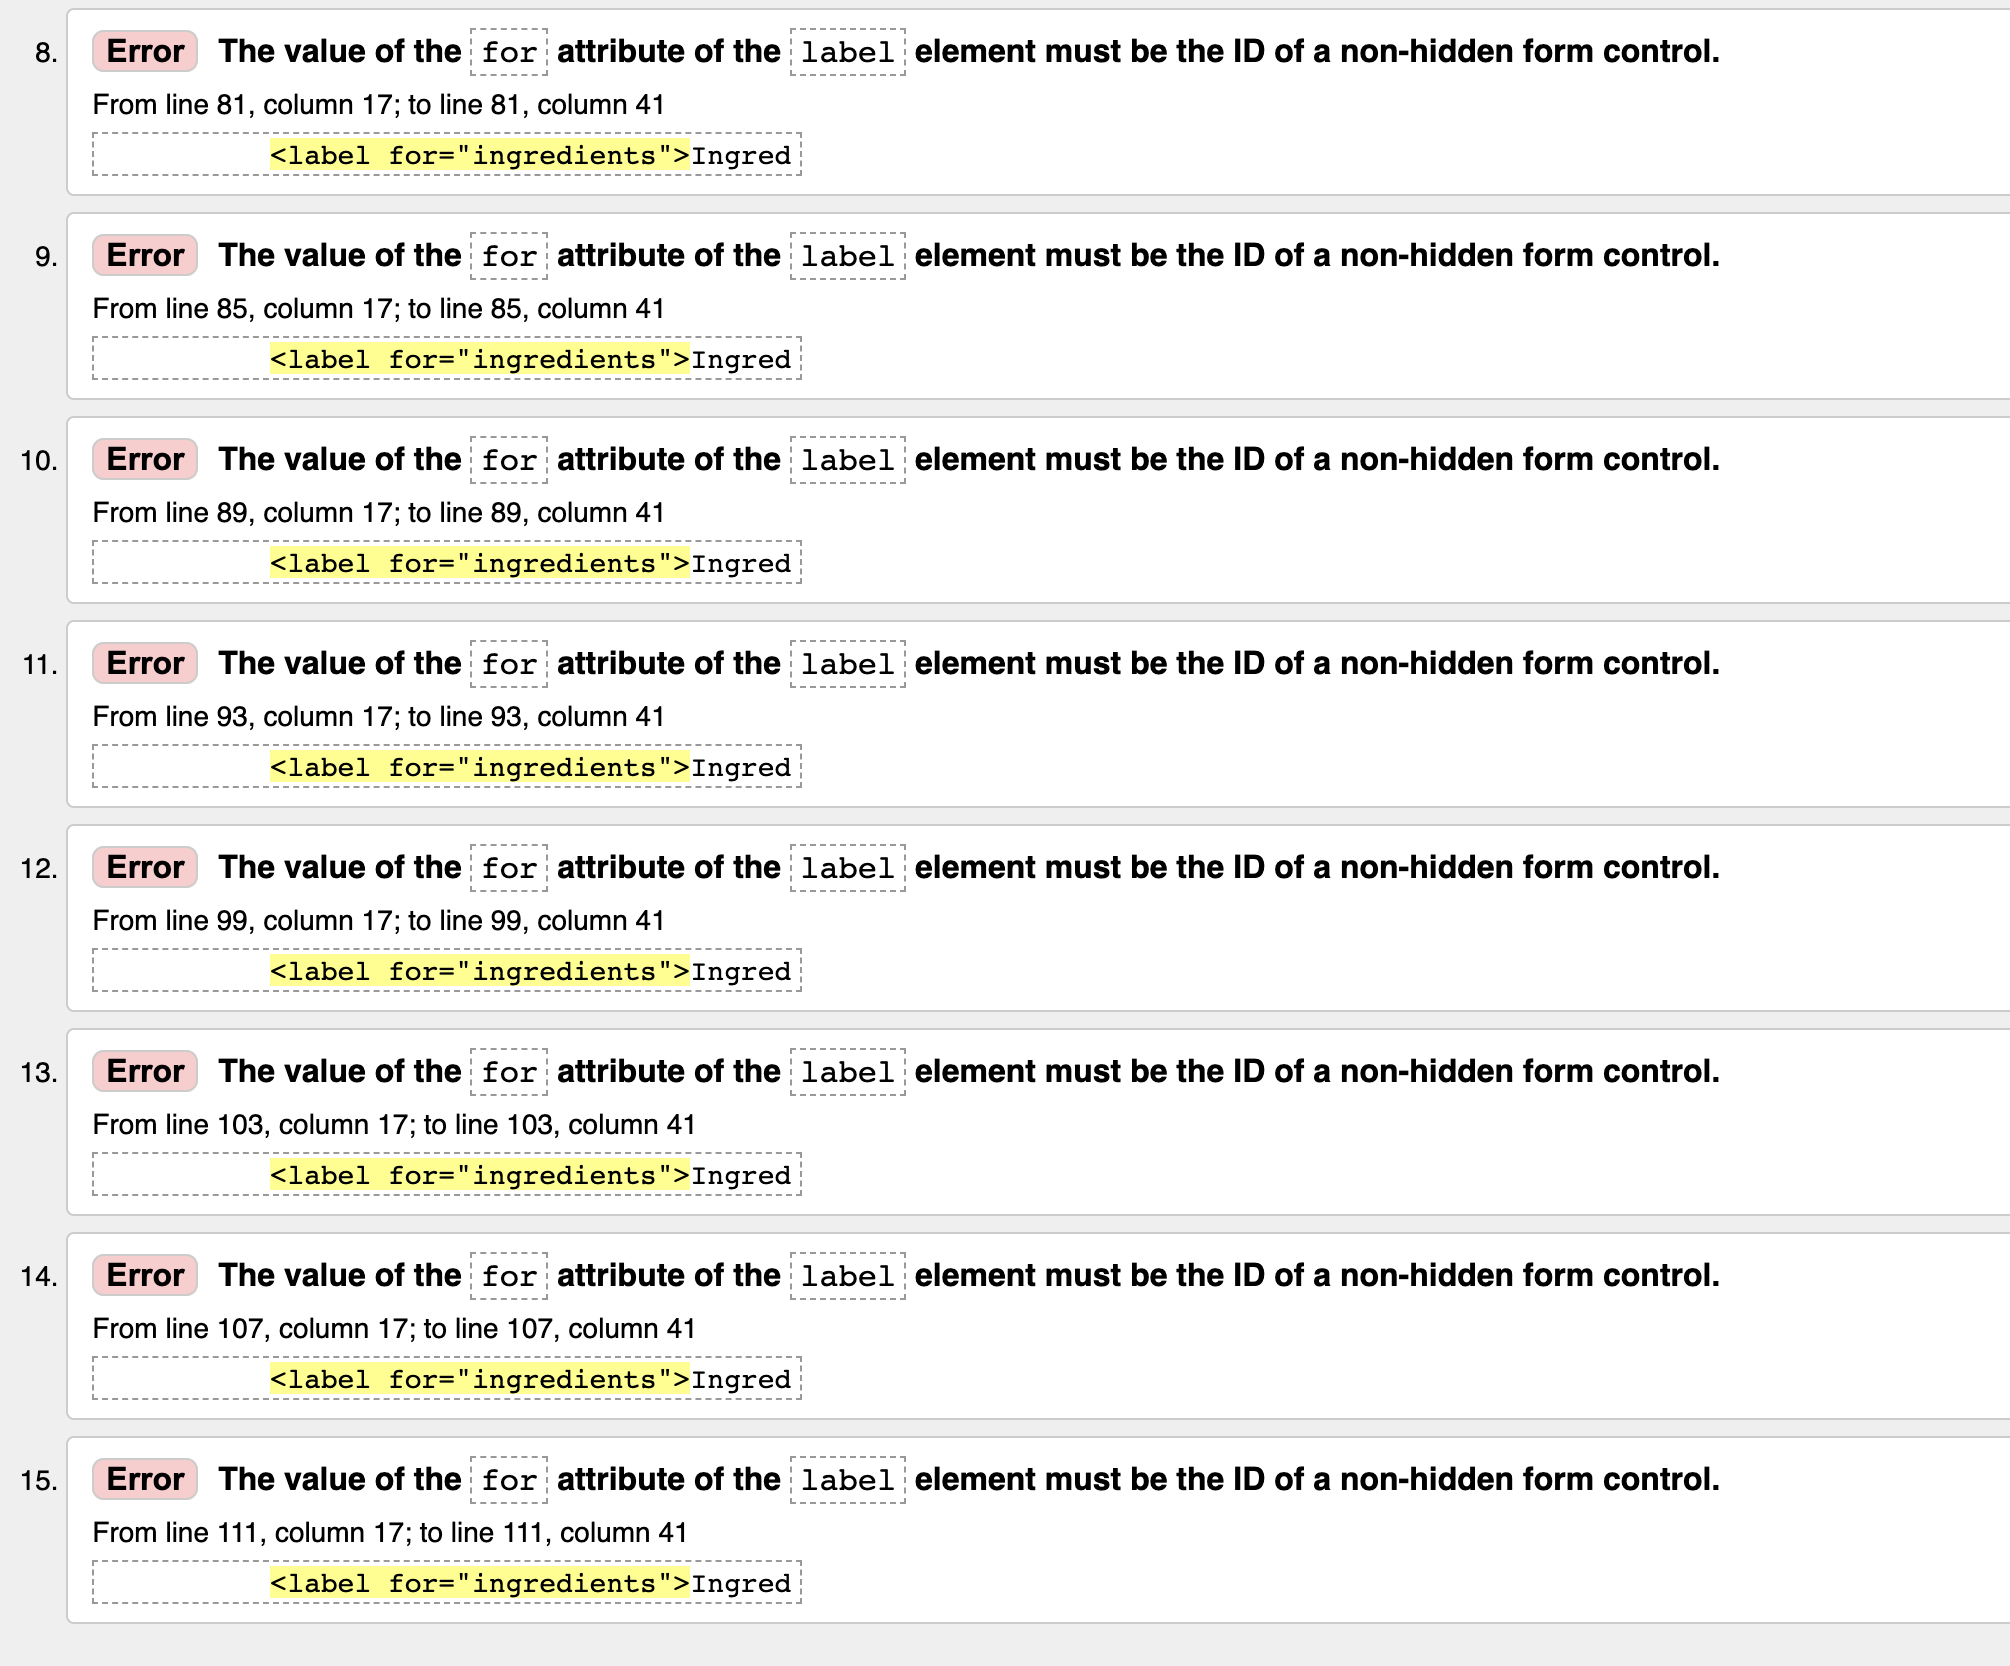 8. Error The value of the for attribute of the label element must be the ID of a non-hidden form control.
From line 81, column 17; to line 81, column 41
<label for="ingredients">Ingred
9. Error The value of the for attribute of the label element must be the ID of a non-hidden form control.
From line 85, column 17; to line 85, column 41
<label for="ingredients">Ingred
10. Error The value of the for attribute of the label element must be the ID of a non-hidden form control.
From line 89, column 17; to line 89, column 41
<label for="ingredients">Ingred
11. Error The value of the for attribute of the label element must be the ID of a non-hidden form control.
From line 93, column 17; to line 93, column 41
<label for="ingredients">Ingred
12. Error The value of the for attribute of the label element must be the ID of a non-hidden form control.
From line 99, column 17; to line 99, column 41
<label for="ingredients">Ingred
13. Error The value of the for attribute of the label element must be the ID of a non-hidden form control.
From line 103, column 17; to line 103, column 41
<label for="ingredients">Ingred
14. Error The value of the for attribute of the label element must be the ID of a non-hidden form control.
From line 107, column 17; to line 107, column 41
<label for="ingredients">Ingred
15. Error The value of the for attribute of the label element must be the ID of a non-hidden form control.
From line 111, column 17; to line 111, column 41
<label for="ingredients">Ingred